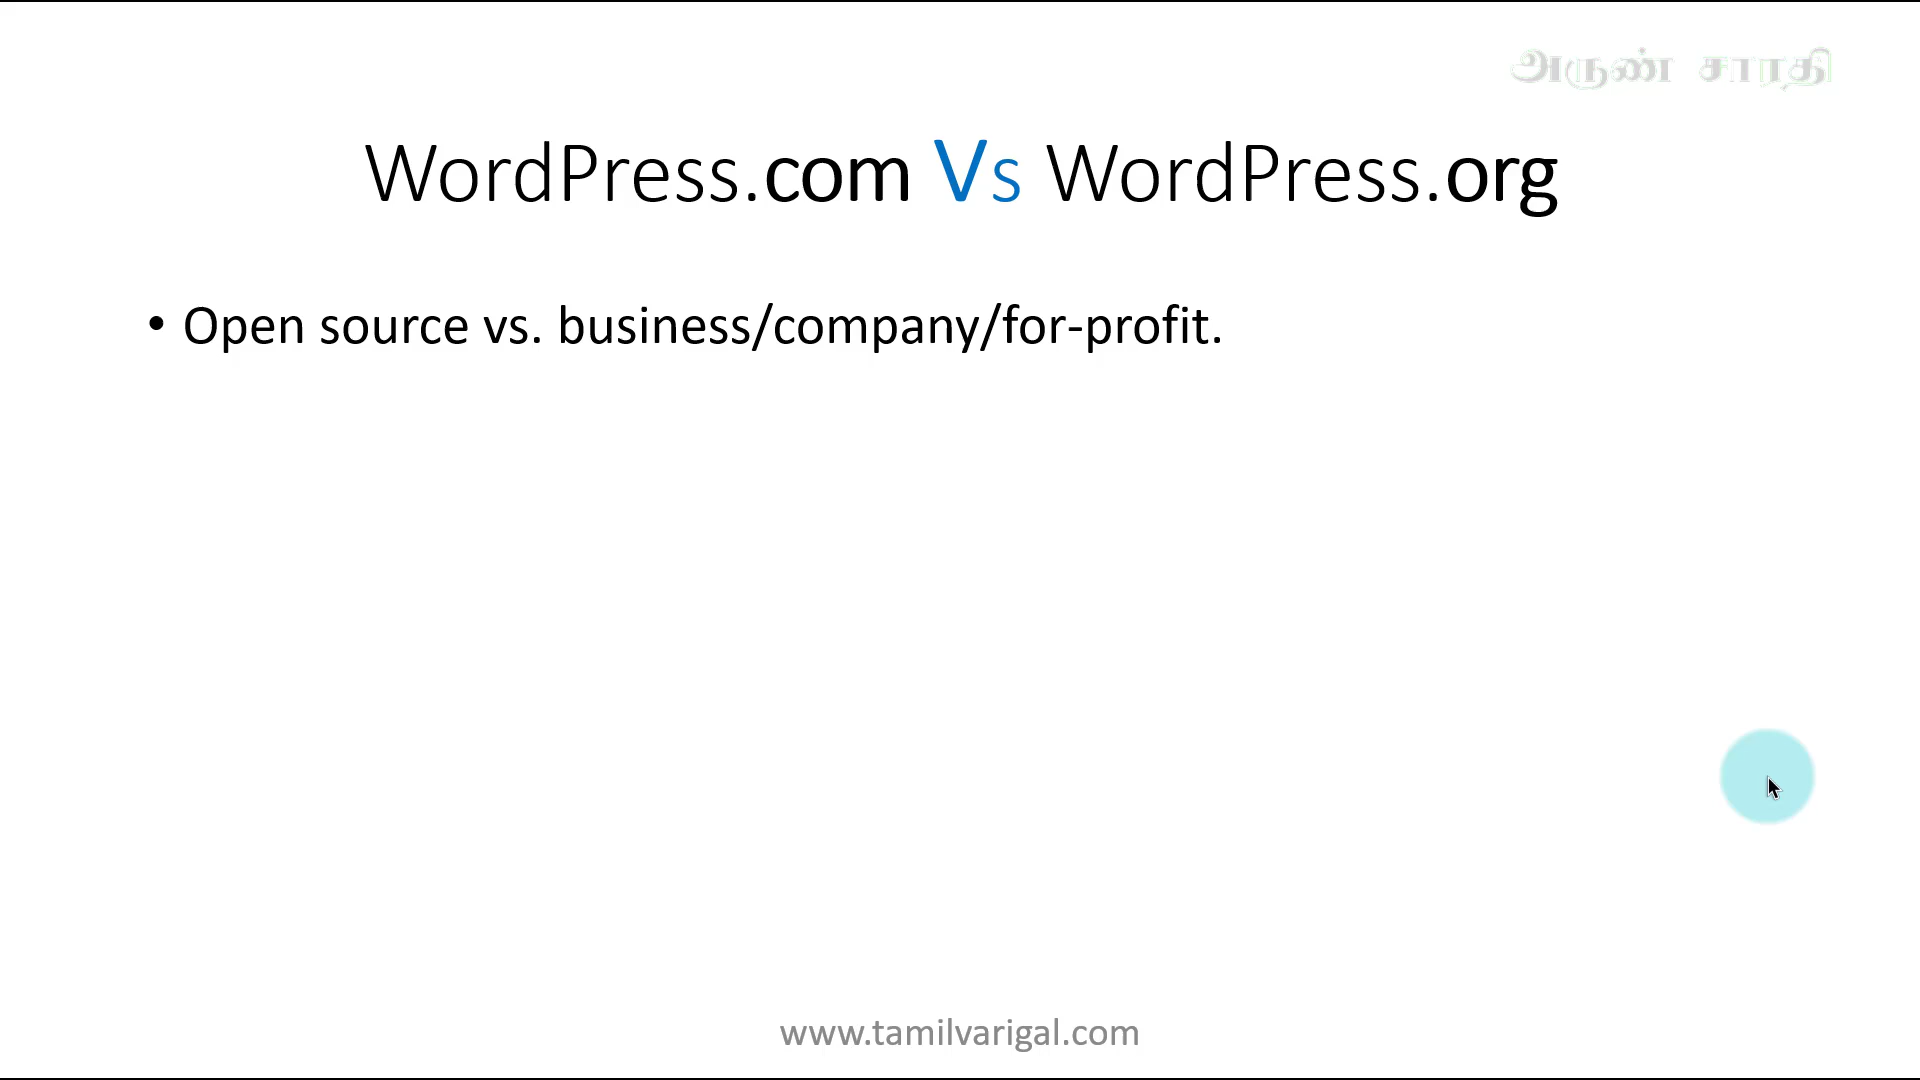 அருண் சாரதி
WordPress.com Vs WordPress.org
• Open source vs. business/company/for-profit.
www.tamilvarigal.com